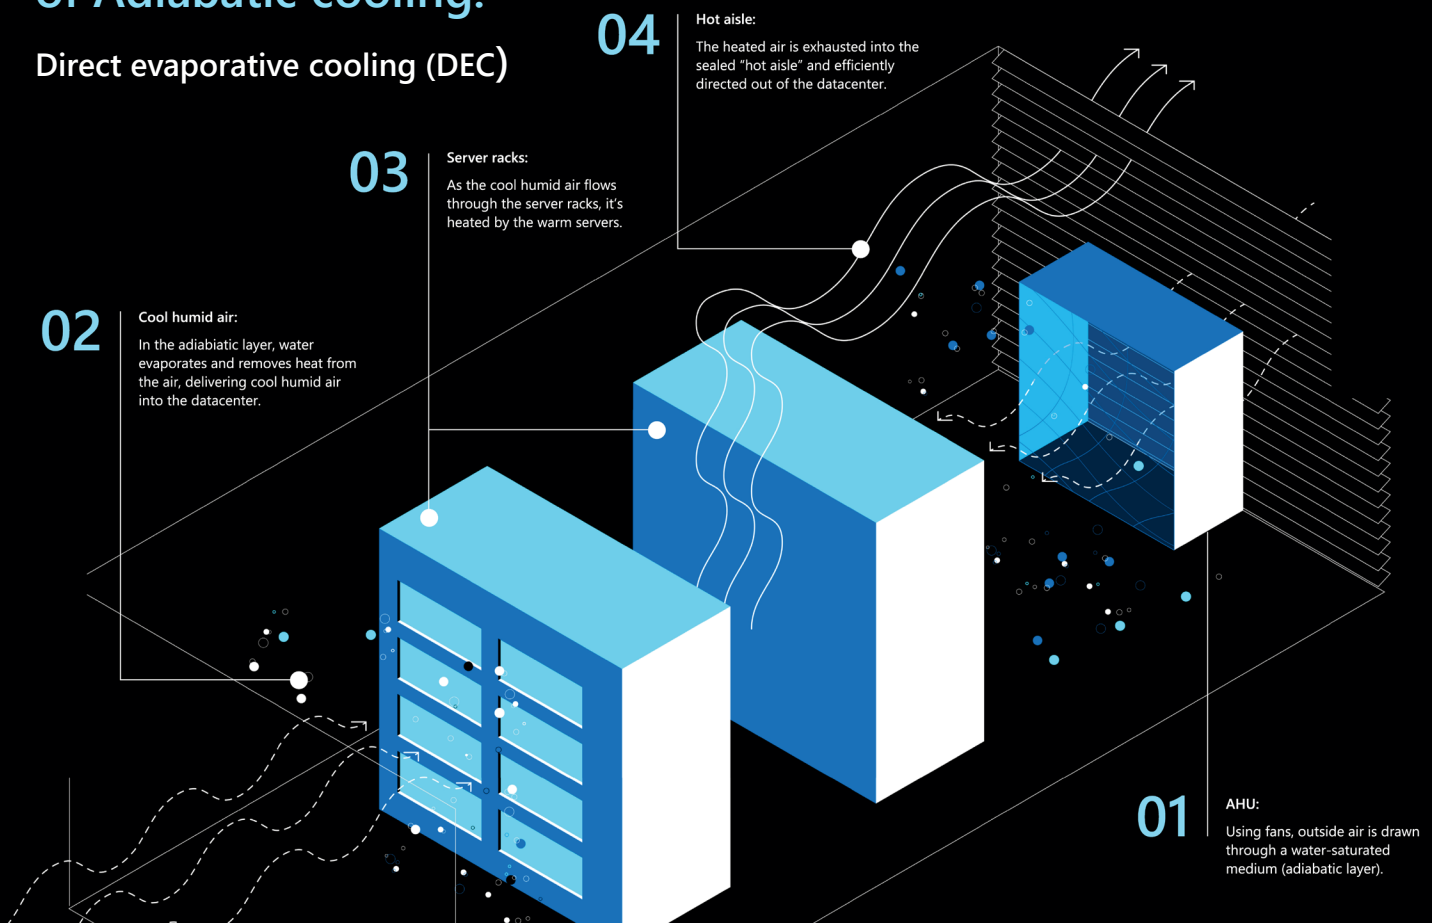 of Adiabatic cooling:
Direct evaporative cooling (DEC)
04
Hot aisle:
The heated air is exhausted into the
sealed “hot aisle” and efficiently
directed out of the datacenter.
03
Server racks:
As the cool humid air flows
through the server racks, it’s
heated by the warm servers.
02
Cool humid air:
In the adiabiatic layer, water
evaporates and removes heat from
the air, delivering cool humid air
into the datacenter.
01
AHU:
Using fans, outside air is drawn
through a water-saturated
medium (adiabatic layer).